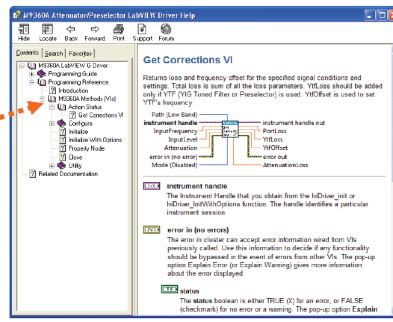 M9360A Attenuator/Preselector LabVIEW Driver Help
Hide Locate Back Forward Print Support Forum
Contents Search Favorites
M9360A LabVIEW G Driver
Programming Guide
Programming Reference
Introduction
M9360A Methods (VIs)
Action Status
Get Corrections VI
Configure
Initialize
Initialize With Options
Property Node
Close
Utility
Related Documentation
Get Corrections VI
Returns loss and frequency offset for the specified signal conditions and
settings. Total loss is sum of all the loss parameters. YtfLoss should be added
only if YTF (YIG Tuned Filter or Preselector) is used. YtfOffset is used to set
YTF's frequency
Path (Low Band)
instrument handle
InputFrequency
InputLevel
Attenuation
error in (no error)
Mode (Disabled)
instrument handle out
PortLoss
YtfLoss
YtfOffset
error out
AttenuationLoss
instrument handle
The Instrument Handle that you obtain from the IviDriver_init or
IviDriver_InitWithOptions function. The handle identifies a particular
instrument session
error in (no errors)
The error in cluster can accept error information wired from VIs
previously called. Use this information to decide if any functionality
should be bypassed in the event of errors from other VIs. The pop-up
option Explain Error (or Explain Warning) gives more information
about the error displayed
status
The status boolean is either TRUE (X) for an error, or FALSE
(checkmark) for no error or a warning. The pop-up option Explain